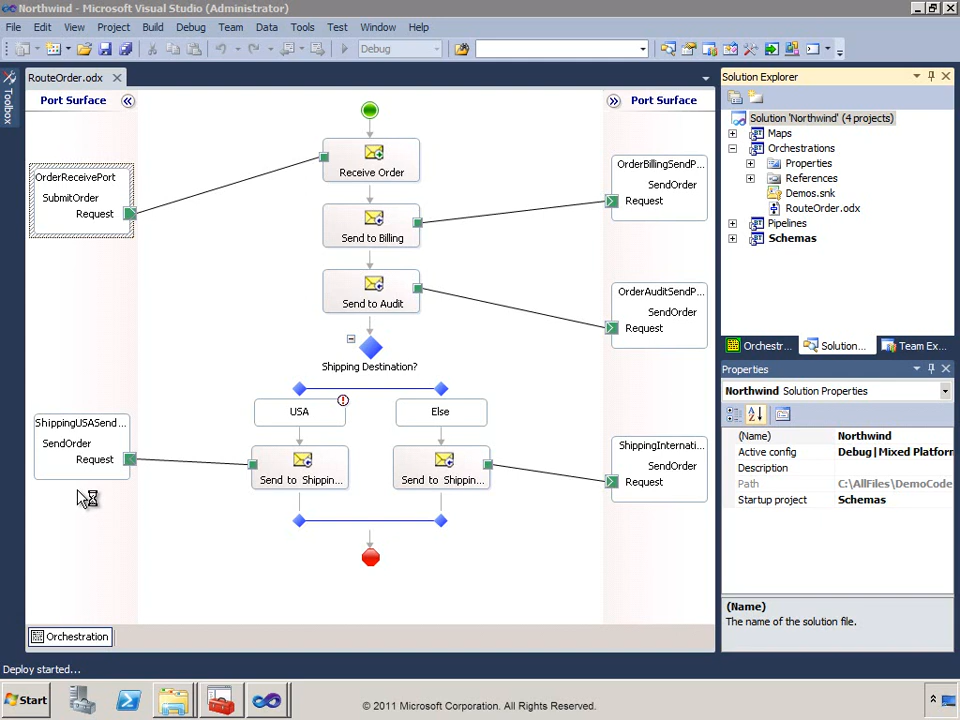 Northwind - Microsoft Visual Studio (Administrator)
File Edit View Project Build Debug Team Data Tools Test Window Help
Debug
RouteOrder.odx
Toolbox
Port Surface
Port Surface
Receive Order
OrderReceivePort
SubmitOrder
Request
OrderBillingSendP...
SendOrder
Request
Send to Billing
Send to Audit
OrderAuditSendP...
SendOrder
Request
Shipping Destination?
USA
Else
ShippingUSASend...
SendOrder
Request
Send to Shippin...
Send to Shippin...
ShippingInternati...
SendOrder
Request
Orchestration
Solution Explorer
Solution 'Northwind' (4 projects)
Maps
Orchestrations
Properties
References
Demos.snk
RouteOrder.odx
Pipelines
Schemas
Orchestr...
Solution...
Team Ex...
Properties
Northwind Solution Properties
(Name) Northwind
Active config Debug|Mixed Platforn
Description
Path C:\AllFiles\DemoCode
Startup project Schemas
(Name)
The name of the solution file.
Deploy started...
Start
© 2011 Microsoft Corporation. All Rights Reserved.